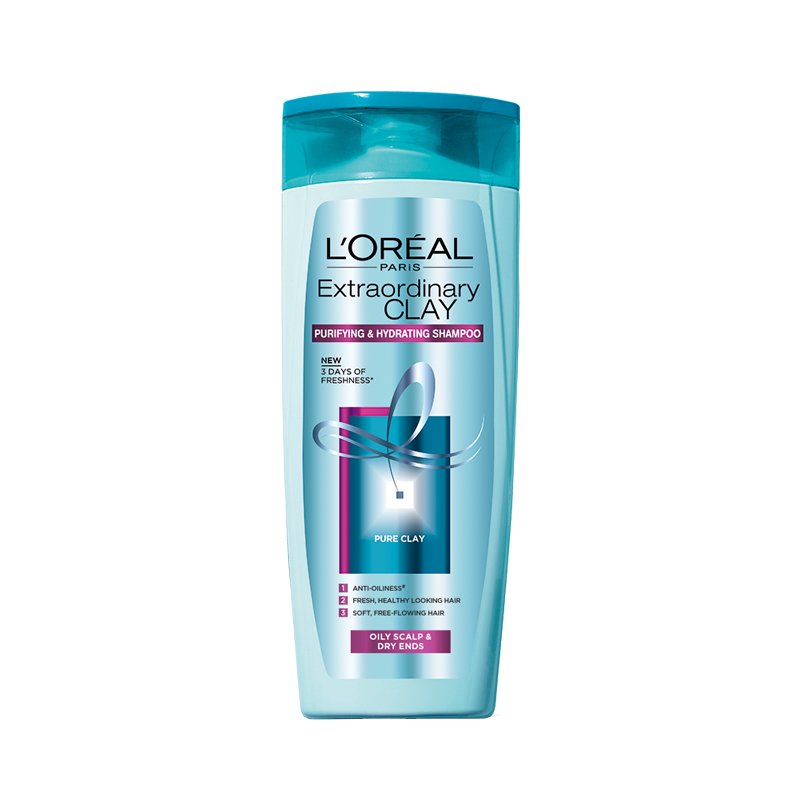 L'ORÉAL
PARIS
Extraordinary
CLAY
PURIFYING & HYDRATING SHAMPOO
NEW
3 DAYS OF
FRESHNESS*
PURE CLAY
1 ANTI-OILINESS#
2 FRESH, HEALTHY LOOKING HAIR
3 SOFT, FREE-FLOWING HAIR
OILY SCALP &
DRY ENDS